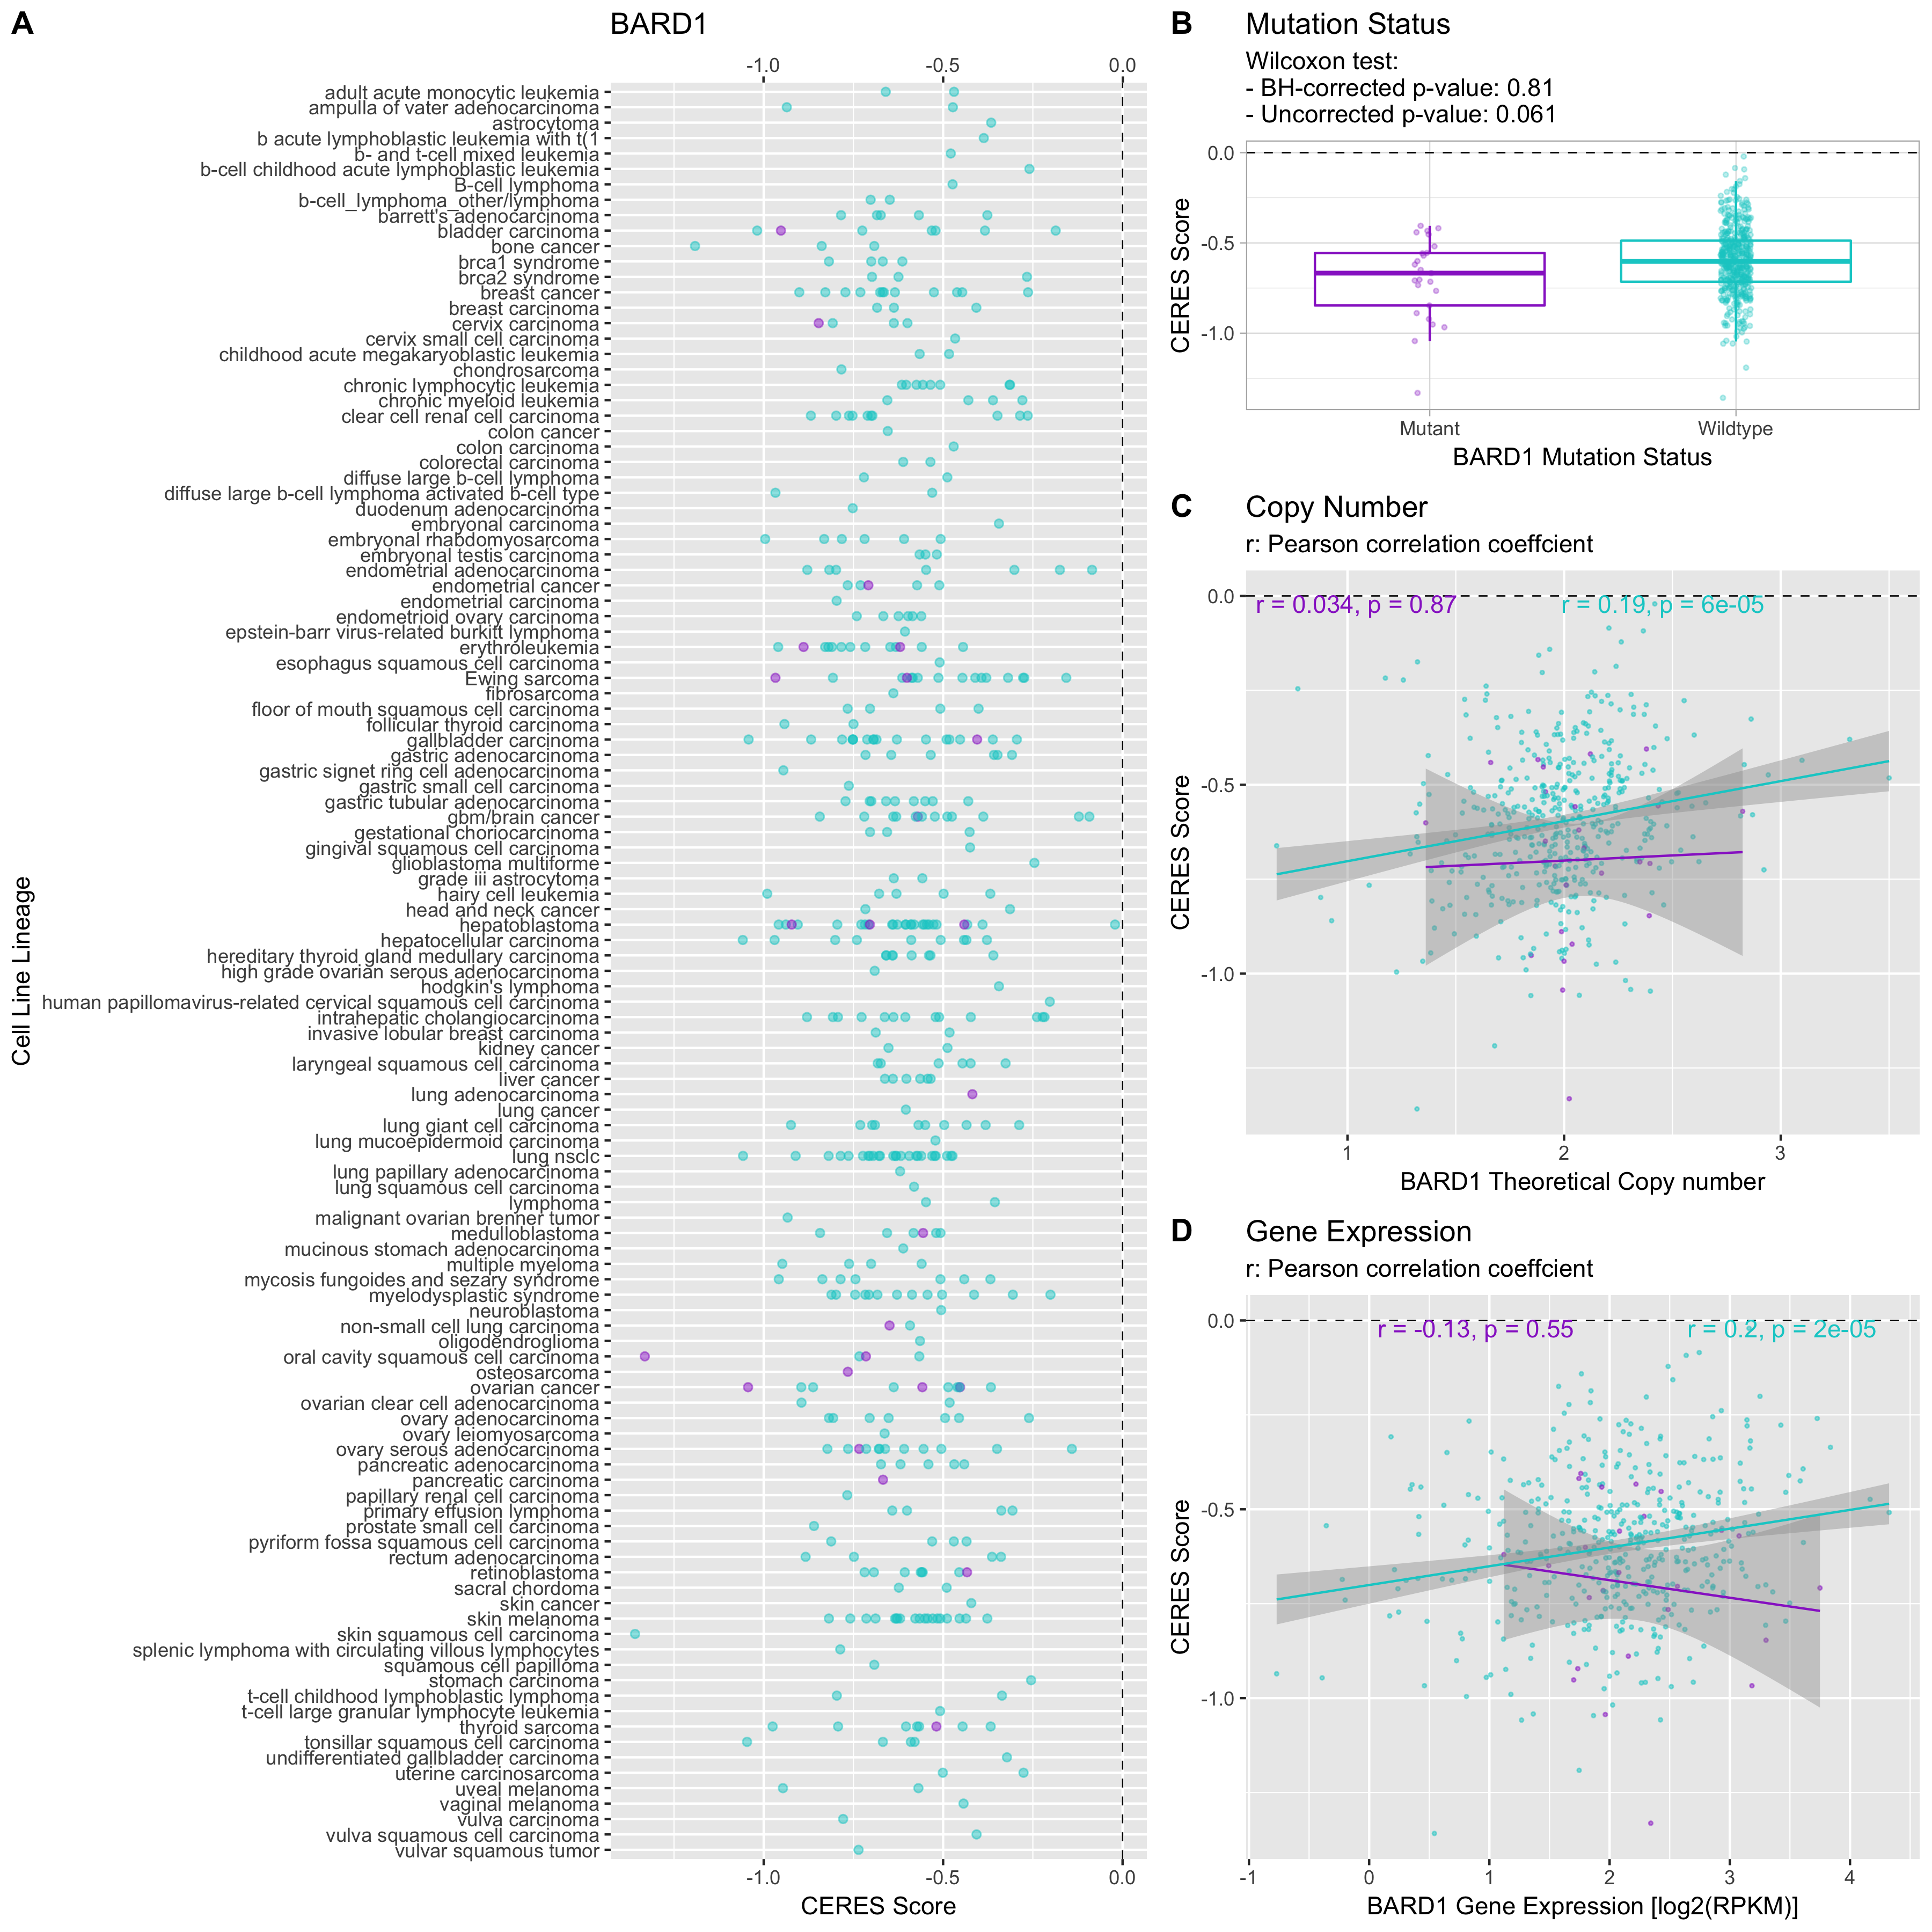 A
BARD1
-1.0
-0.5
0.0
Cell Line Lineage
adult acute monocytic leukemia
ampulla of vater adenocarcinoma
astrocytoma
b acute lymphoblastic leukemia with t(1
b- and t-cell mixed leukemia
b-cell childhood acute lymphoblastic leukemia
B-cell lymphoma
b-cell_lymphoma_other/lymphoma
barrett's adenocarcinoma
bladder carcinoma
bone cancer
brca1 syndrome
brca2 syndrome
breast cancer
breast carcinoma
cervix carcinoma
cervix small cell carcinoma
childhood acute megakaryoblastic leukemia
chondrosarcoma
chronic lymphocytic leukemia
chronic myeloid leukemia
clear cell renal cell carcinoma
colon cancer
colon carcinoma
colorectal carcinoma
diffuse large b-cell lymphoma
diffuse large b-cell lymphoma activated b-cell type
duodenum adenocarcinoma
embryonal carcinoma
embryonal rhabdomyosarcoma
embryonal testis carcinoma
endometrial adenocarcinoma
endometrial cancer
endometrial carcinoma
endometrioid ovary carcinoma
epstein-barr virus-related burkitt lymphoma
erythroleukemia
esophagus squamous cell carcinoma
Ewing sarcoma
fibrosarcoma
floor of mouth squamous cell carcinoma
follicular thyroid carcinoma
gallbladder carcinoma
gastric adenocarcinoma
gastric signet ring cell adenocarcinoma
gastric small cell carcinoma
gastric tubular adenocarcinoma
gbm/brain cancer
gestational choriocarcinoma
gingival squamous cell carcinoma
glioblastoma multiforme
grade iii astrocytoma
hairy cell leukemia
head and neck cancer
hepatoblastoma
hepatocellular carcinoma
hereditary thyroid gland medullary carcinoma
high grade ovarian serous adenocarcinoma
hodgkin's lymphoma
human papillomavirus-related cervical squamous cell carcinoma
intrahepatic cholangiocarcinoma
invasive lobular breast carcinoma
kidney cancer
laryngeal squamous cell carcinoma
liver cancer
lung adenocarcinoma
lung cancer
lung giant cell carcinoma
lung mucoepidermoid carcinoma
lung nsclc
lung papillary adenocarcinoma
lung squamous cell carcinoma
lymphoma
malignant ovarian brenner tumor
medulloblastoma
mucinous stomach adenocarcinoma
multiple myeloma
mycosis fungoides and sezary syndrome
myelodysplastic syndrome
neuroblastoma
non-small cell lung carcinoma
oligodendroglioma
oral cavity squamous cell carcinoma
osteosarcoma
ovarian cancer
ovarian clear cell adenocarcinoma
ovary adenocarcinoma
ovary leiomyosarcoma
ovary serous adenocarcinoma
pancreatic adenocarcinoma
pancreatic carcinoma
papillary renal cell carcinoma
primary effusion lymphoma
prostate small cell carcinoma
pyriform fossa squamous cell carcinoma
rectum adenocarcinoma
retinoblastoma
sacral chordoma
skin cancer
skin melanoma
skin squamous cell carcinoma
splenic lymphoma with circulating villous lymphocytes
squamous cell papilloma
stomach carcinoma
t-cell childhood lymphoblastic lymphoma
t-cell large granular lymphocyte leukemia
thyroid sarcoma
tonsillar squamous cell carcinoma
undifferentiated gallbladder carcinoma
uterine carcinosarcoma
uveal melanoma
vaginal melanoma
vulva carcinoma
vulva squamous cell carcinoma
vulvar squamous tumor
-1.0
-0.5
0.0
CERES Score
B
Mutation Status
Wilcoxon test:
- BH-corrected p-value: 0.81
- Uncorrected p-value: 0.061
CERES Score
0.0
-0.5
-1.0
Mutant
Wildtype
BARD1 Mutation Status
C
Copy Number
r: Pearson correlation coeffcient
CERES Score
0.0
-0.5
-1.0
r = 0.034, p = 0.87
r = 0.19, p = 6e-05
1
2
3
BARD1 Theoretical Copy number
D
Gene Expression
r: Pearson correlation coeffcient
CERES Score
0.0
-0.5
-1.0
r = -0.13, p = 0.55
r = 0.2, p = 2e-05
-1
0
1
2
3
4
BARD1 Gene Expression [log2(RPKM)]